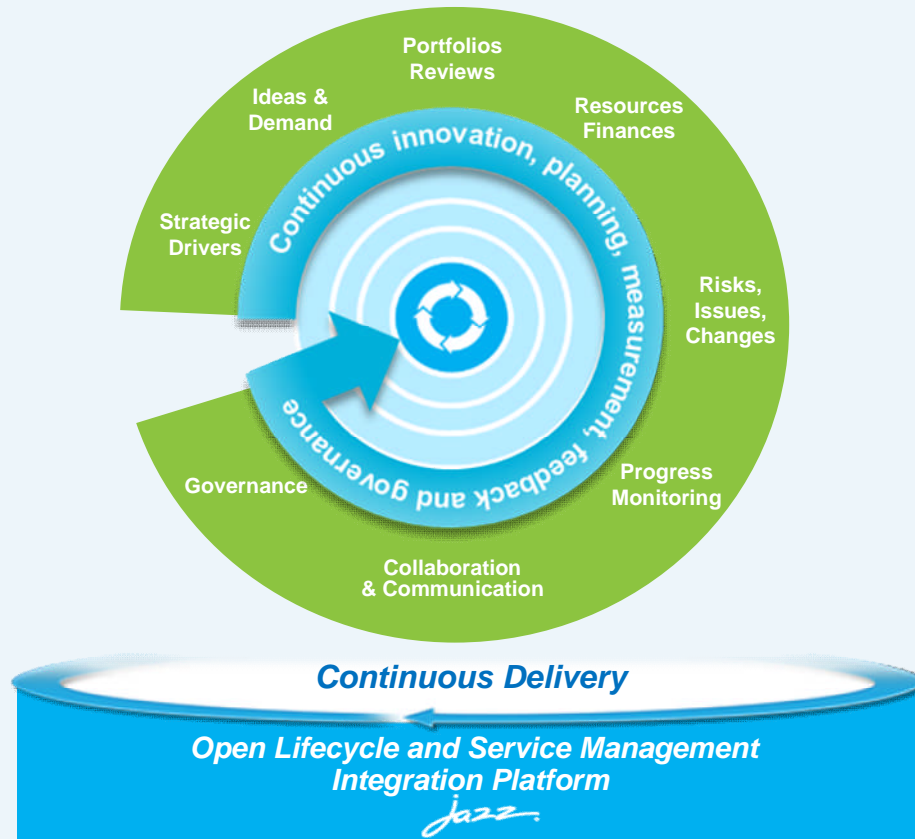 Portfolios
Reviews
Ideas &
Demand
Resources
Finances
Strategic
Drivers
Continuous innovation, planning, measurement, feedback and governance
Risks,
Issues,
Changes
Governance
Progress
Monitoring
Collaboration
& Communication
Continuous Delivery
Open Lifecycle and Service Management
Integration Platform
jazz